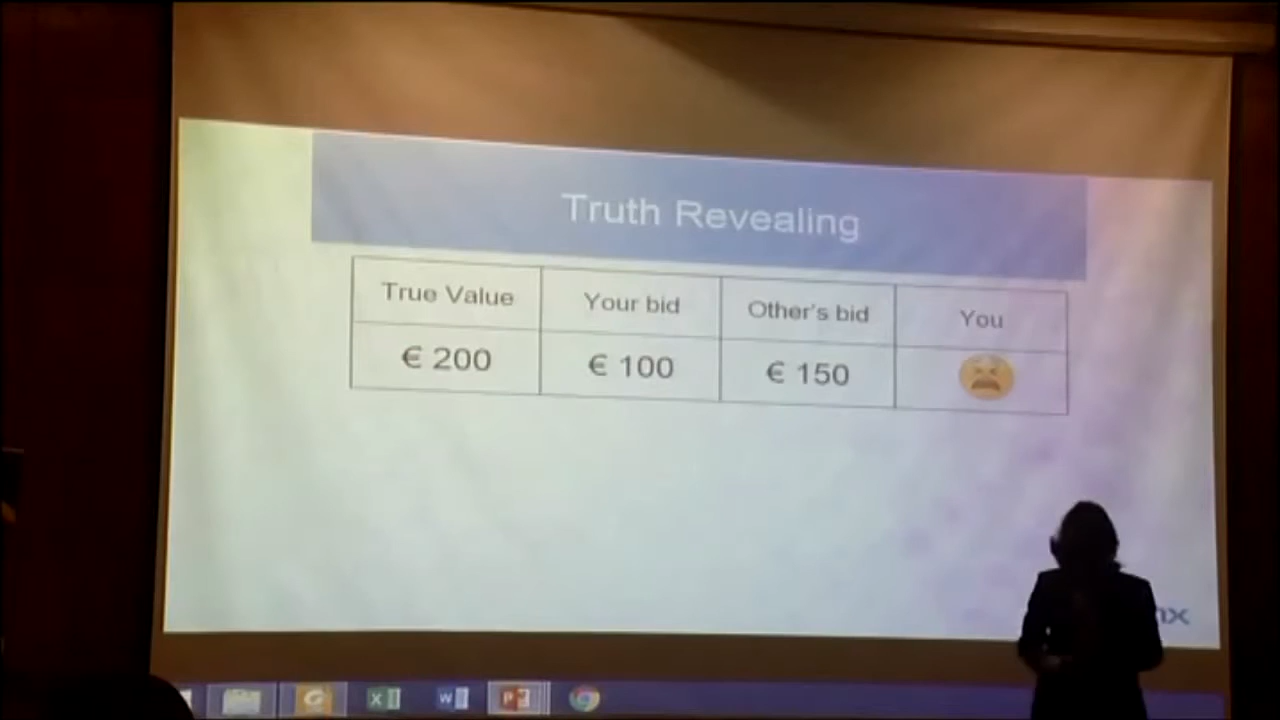 Truth Revealing
True Value Your bid Other's bid You
€ 200 € 100 € 150